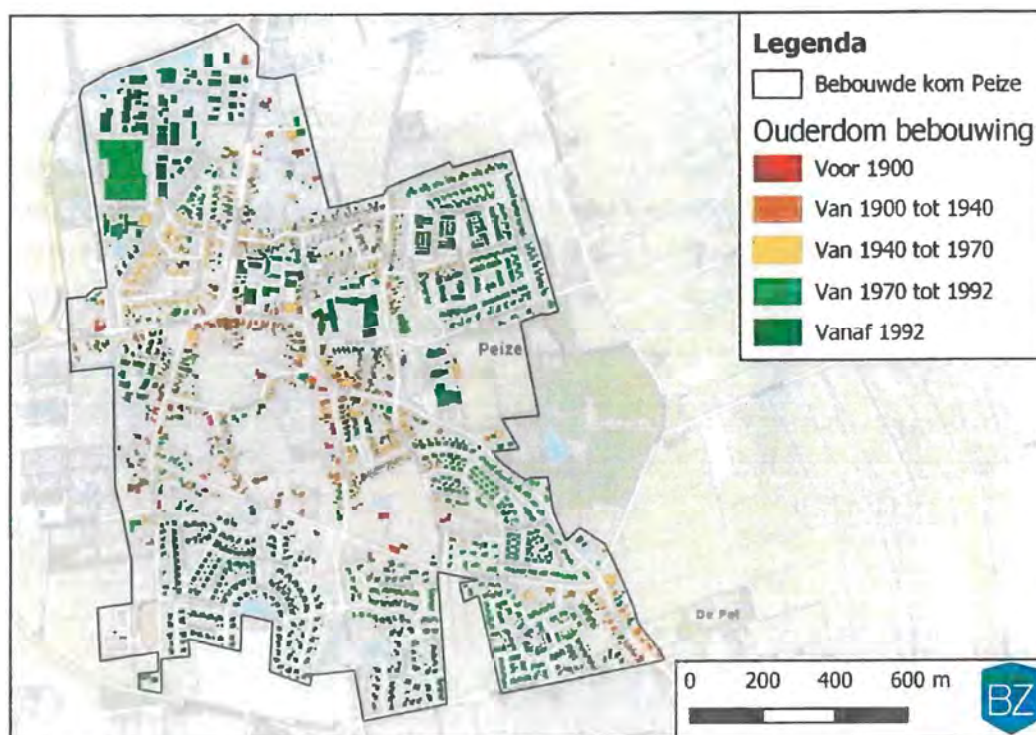 Legenda
Bebouwde kom Peize
Ouderdom bebouwing
Voor 1900
Van 1900 tot 1940
Van 1940 tot 1970
Van 1970 tot 1992
Vanaf 1992
Peize
De Pol
0 200 400 600 m
BZ